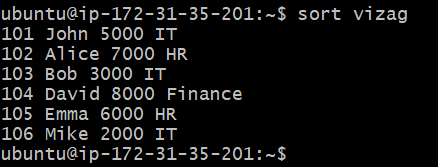 ubuntu@ip-172-31-35-201:~$ sort vizag
101 John 5000 IT
102 Alice 7000 HR
103 Bob 3000 IT
104 David 8000 Finance
105 Emma 6000 HR
106 Mike 2000 IT
ubuntu@ip-172-31-35-201:~$